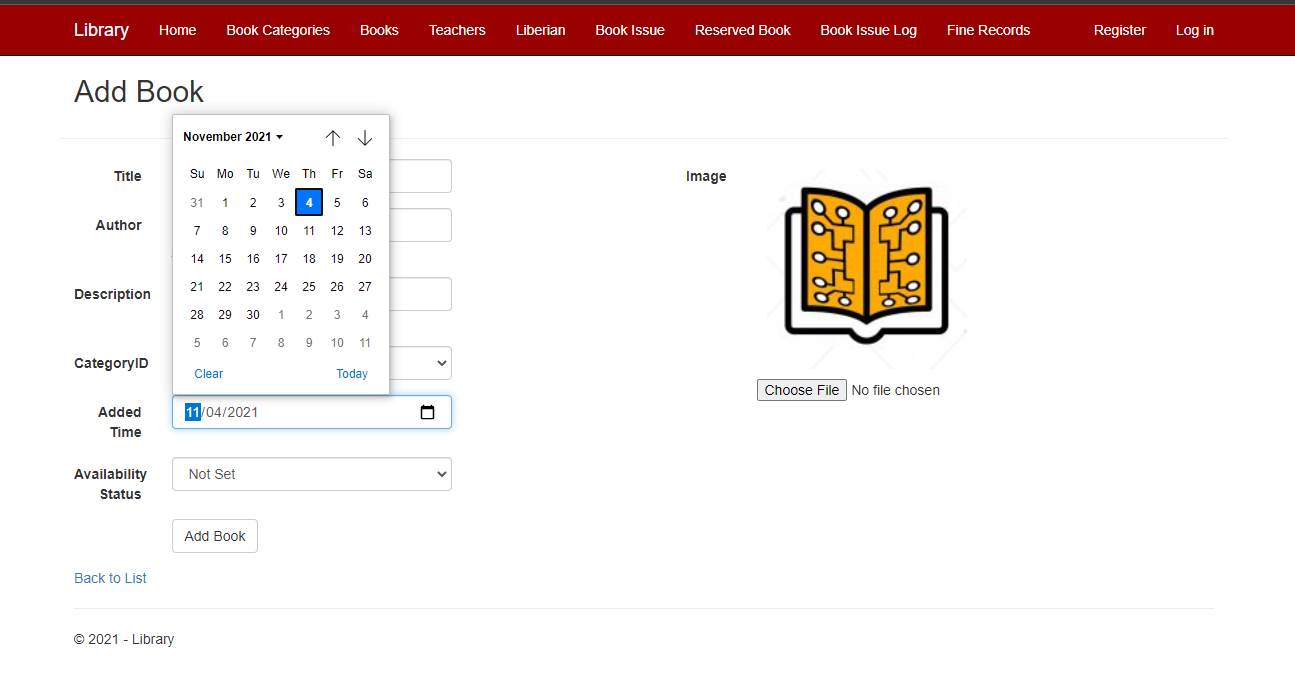 Library Home Book Categories Books Teachers Liberian Book Issue Reserved Book Book Issue Log Fine Records Register Log in
Add Book
November 2021
Su Mo Tu We Th Fr Sa
31 1 2 3 4 5 6
7 8 9 10 11 12 13
14 15 16 17 18 19 20
21 22 23 24 25 26 27
28 29 30 1 2 3 4
5 6 7 8 9 10 11
Clear Today
Title
Author
Description
CategoryID
Added
Time
11/04/2021
Availability
Status
Not Set
Add Book
Image
Choose File No file chosen
Back to List
© 2021 - Library